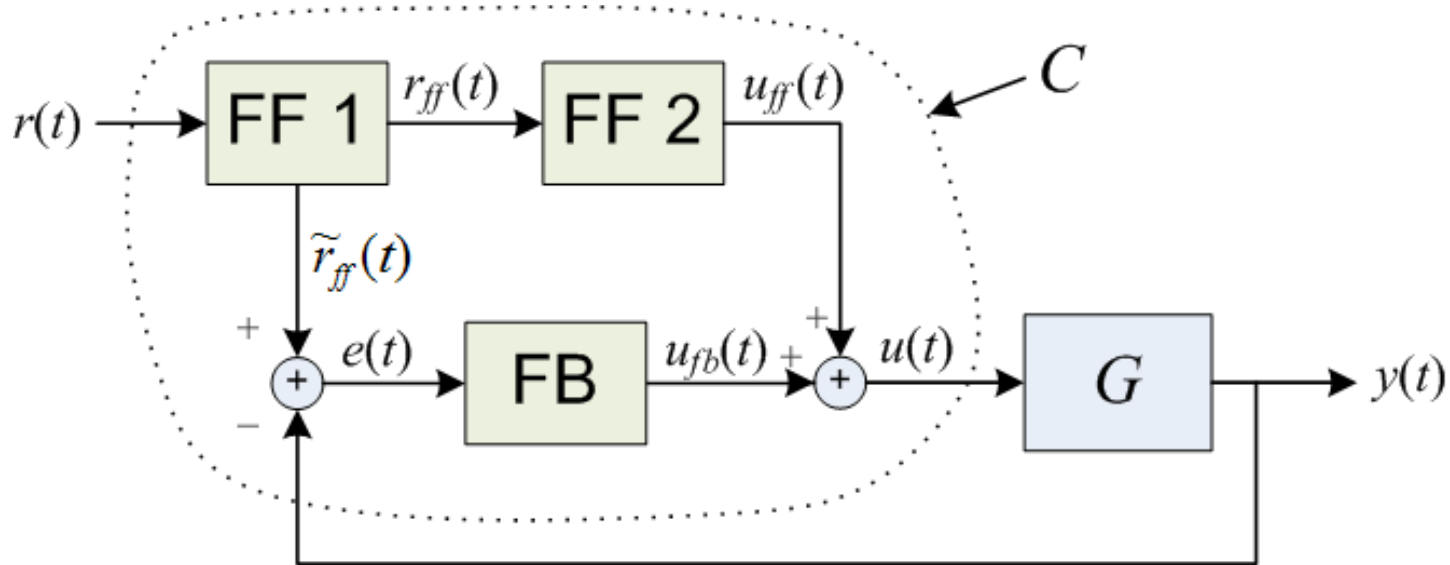 C
r(t) FF 1 r_ff(t) FF 2 u_ff(t)
r̃_ff(t)
+ e(t) FB u_fb(t) + + u(t) G y(t)
+ +
−